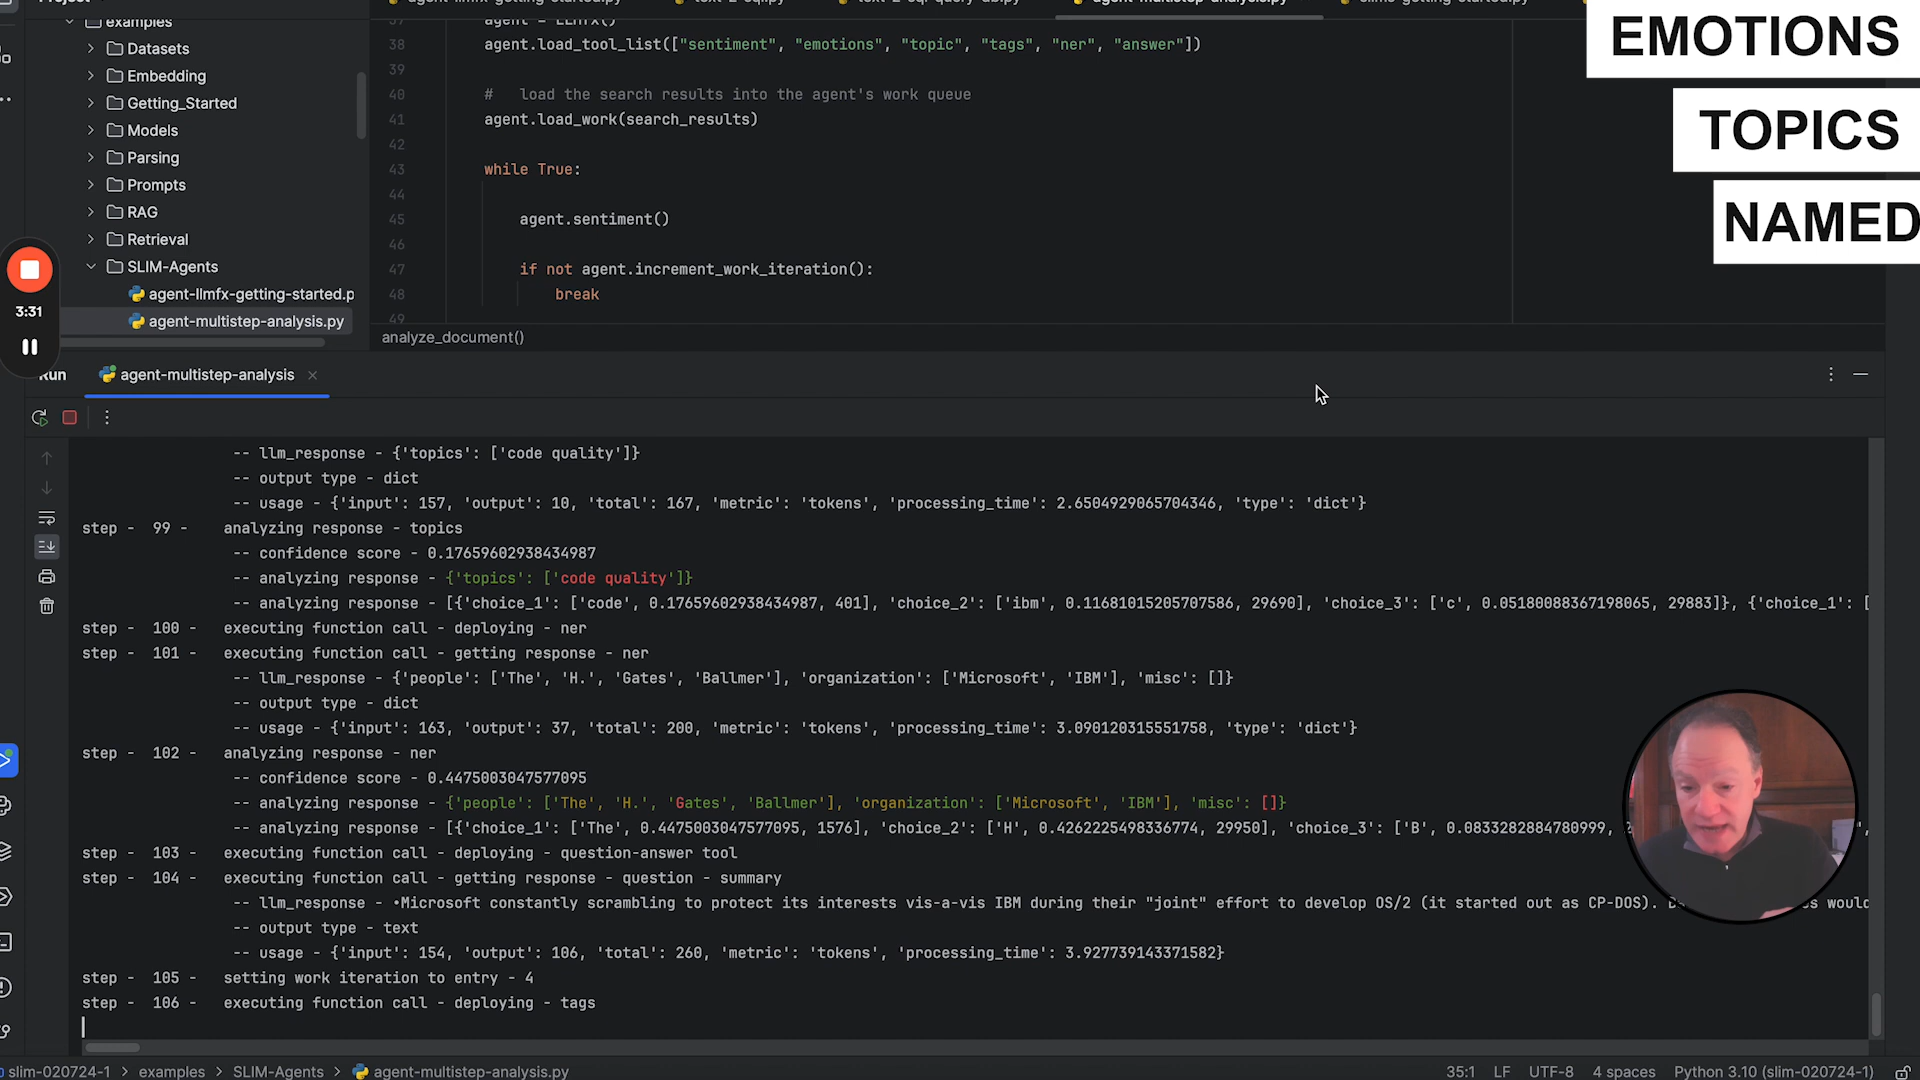 Project
examples
Datasets
Embedding
Getting_Started
Models
Parsing
Prompts
RAG
Retrieval
SLIM-Agents
agent-llmfx-getting-started.p
agent-multistep-analysis.py
3:31
38 agent.load_tool_list(["sentiment", "emotions", "topic", "tags", "ner", "answer"])
39
40 # load the search results into the agent's work queue
41 agent.load_work(search_results)
42
43 while True:
44
45 agent.sentiment()
46
47 if not agent.increment_work_iteration():
48 break
49
analyze_document()
EMOTIONS
TOPICS
NAMED
Run agent-multistep-analysis
-- llm_response - {'topics': ['code quality']}
-- output type - dict
-- usage - {'input': 157, 'output': 10, 'total': 167, 'metric': 'tokens', 'processing_time': 2.6504929065704346, 'type': 'dict'}
step - 99 - analyzing response - topics
-- confidence score - 0.17659602938434987
-- analyzing response - {'topics': ['code quality']}
-- analyzing response - [{'choice_1': ['code', 0.17659602938434987, 401], 'choice_2': ['ibm', 0.11681015205707586, 29690], 'choice_3': ['c', 0.05180088367198065, 29883]}, {'choice_1': [
step - 100 - executing function call - deploying - ner
step - 101 - executing function call - getting response - ner
-- llm_response - {'people': ['The', 'H.', 'Gates', 'Ballmer'], 'organization': ['Microsoft', 'IBM'], 'misc': []}
-- output type - dict
-- usage - {'input': 163, 'output': 37, 'total': 200, 'metric': 'tokens', 'processing_time': 3.090120315551758, 'type': 'dict'}
step - 102 - analyzing response - ner
-- confidence score - 0.4475003047577095
-- analyzing response - {'people': ['The', 'H.', 'Gates', 'Ballmer'], 'organization': ['Microsoft', 'IBM'], 'misc': []}
-- analyzing response - [{'choice_1': ['The', 0.4475003047577095, 1576], 'choice_2': ['H', 0.4262225498336774, 29950], 'choice_3': ['B', 0.0833282884780999,
step - 103 - executing function call - deploying - question-answer tool
step - 104 - executing function call - getting response - question - summary
-- llm_response - •Microsoft constantly scrambling to protect its interests vis-a-vis IBM during their "joint" effort to develop OS/2 (it started out as CP-DOS). would
-- output type - text
-- usage - {'input': 154, 'output': 106, 'total': 260, 'metric': 'tokens', 'processing_time': 3.927739143371582}
step - 105 - setting work iteration to entry - 4
step - 106 - executing function call - deploying - tags
slim-020724-1 > examples > SLIM-Agents > agent-multistep-analysis.py
35:1 LF UTF-8 4 spaces Python 3.10 (slim-020724-1)